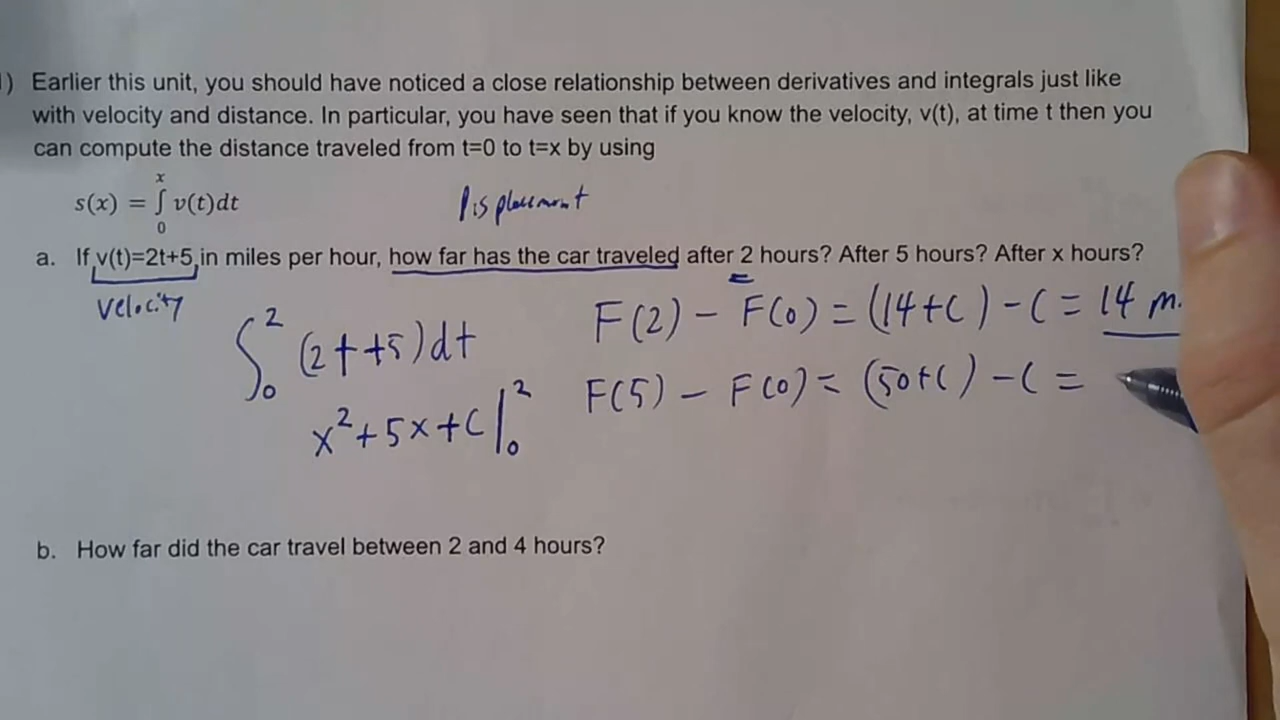 ) Earlier this unit, you should have noticed a close relationship between derivatives and integrals just like
with velocity and distance. In particular, you have seen that if you know the velocity, v(t), at time t then you
can compute the distance traveled from t=0 to t=x by using
s(x) = ∫₀ˣ v(t)dt
Displacement
a. If v(t)=2t+5, in miles per hour, how far has the car traveled after 2 hours? After 5 hours? After x hours?
velocity
∫₀² (2t+5)dt
x²+5x+C|₀²
F(2) - F(0) = (14+C) - C = 14 m.
F(5) - F(0) = (50+C) - C =
b. How far did the car travel between 2 and 4 hours?